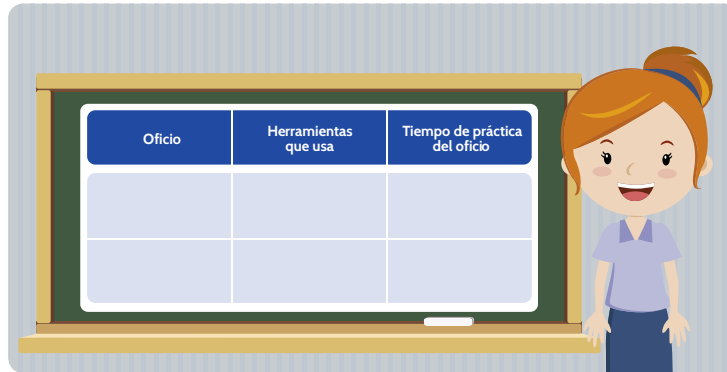 Oficio
Herramientas
que usa
Tiempo de práctica
del oficio